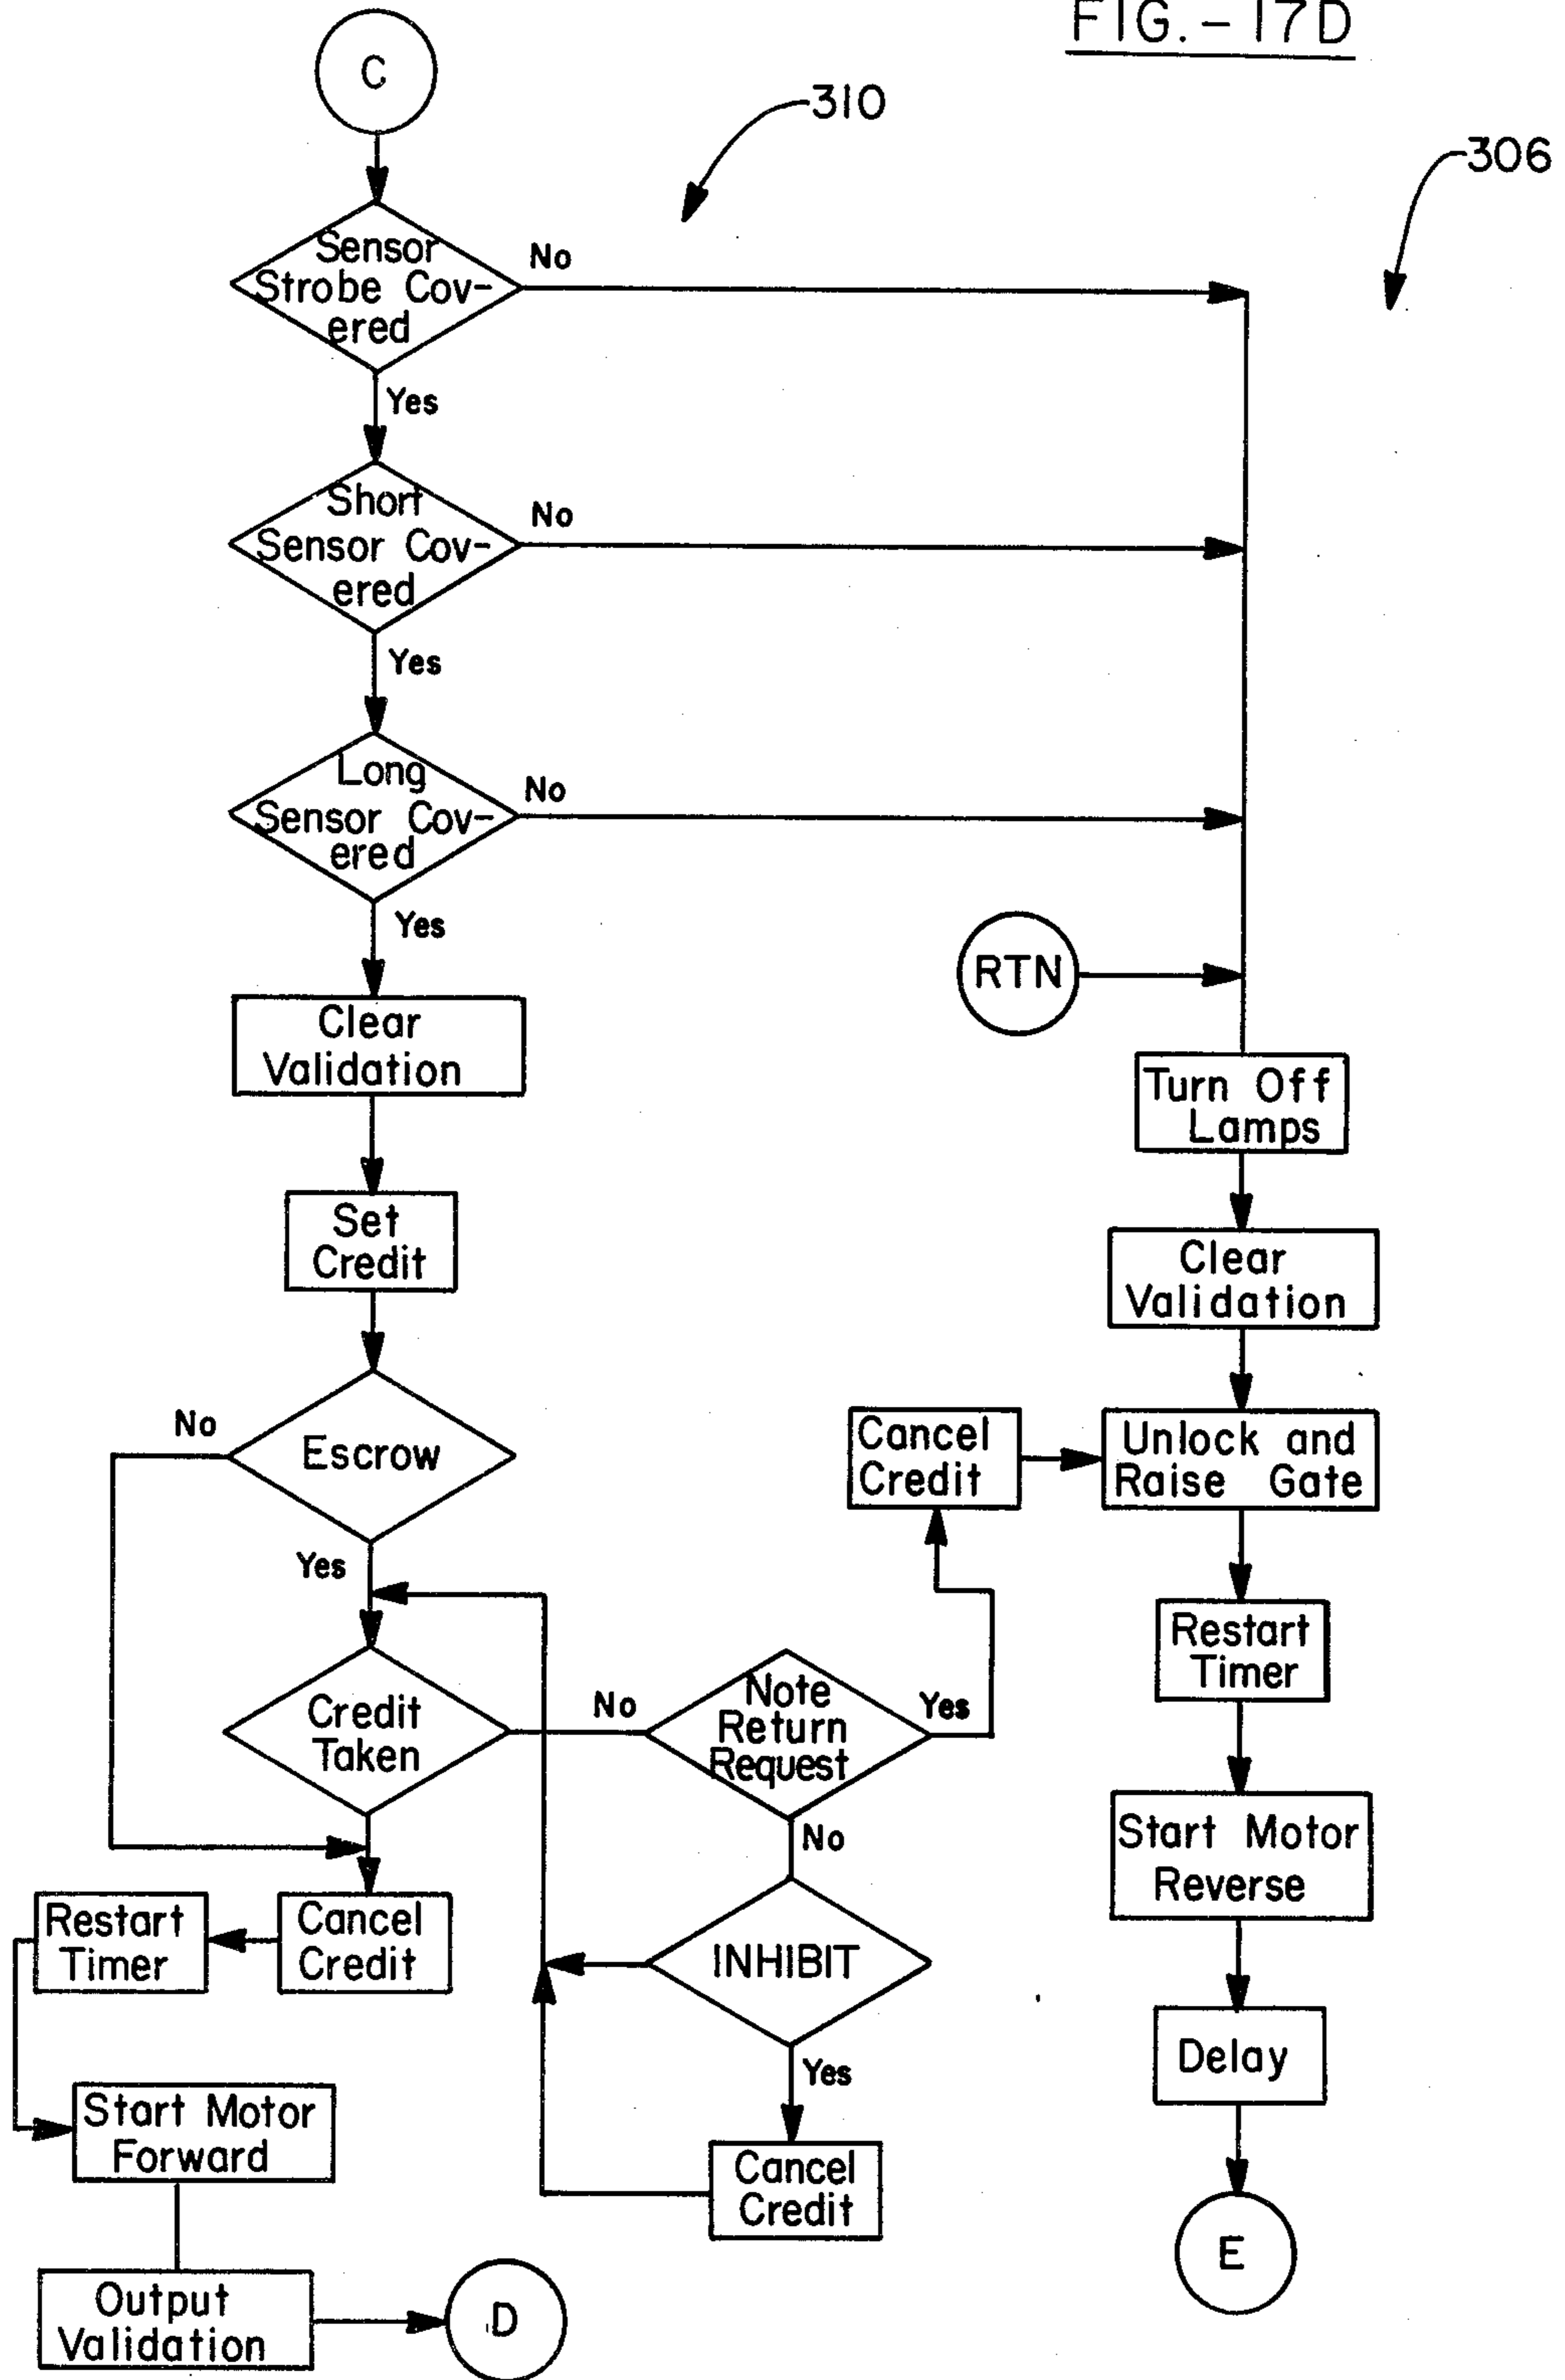 FIG.-17D
C
310
306
Sensor
Strobe Cov-
ered
No
Yes
Short
Sensor Cov-
ered
No
Yes
Long
Sensor Cov-
ered
No
Yes
RTN
Clear
Validation
Turn Off
Lamps
Set
Credit
Clear
Validation
Escrow
No
Yes
Cancel
Credit
Unlock and
Raise Gate
Restart
Timer
Credit
Taken
No
Note
Return
Request
Yes
No
Start Motor
Reverse
Restart
Timer
Cancel
Credit
INHIBIT
Yes
Delay
Start Motor
Forward
Cancel
Credit
E
Output
Validation
D